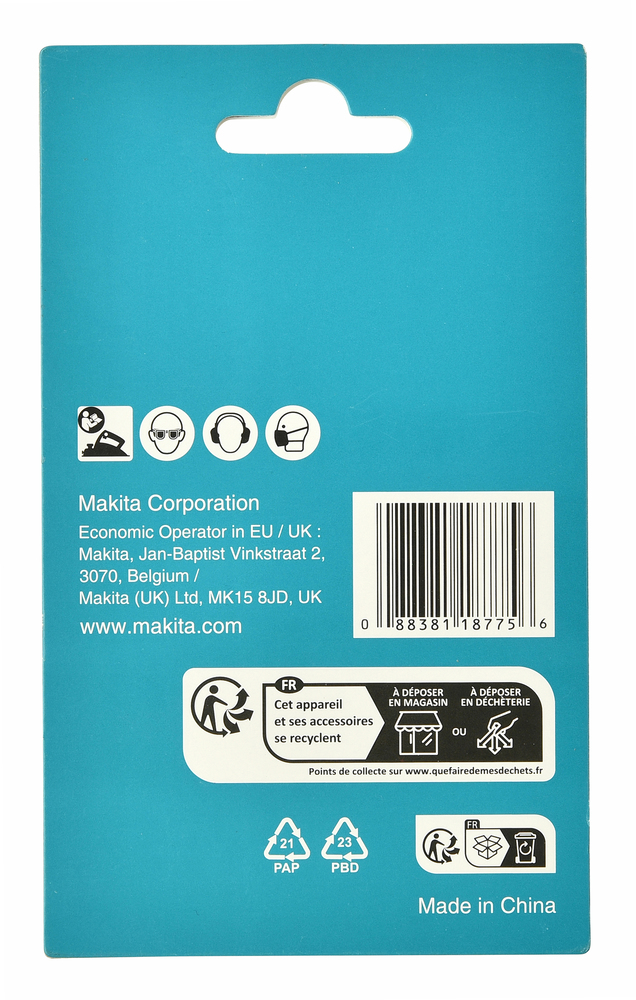 Makita Corporation
Economic Operator in EU / UK :
Makita, Jan-Baptist Vinkstraat 2,
3070, Belgium /
Makita (UK) Ltd, MK15 8JD, UK
www.makita.com
0 88381 18775 6
FR
Cet appareil
et ses accessoires
se recyclent
À DÉPOSER
EN MAGASIN
OU
À DÉPOSER
EN DÉCHÈTERIE
Points de collecte sur www.quefairedemesdechets.fr
21
PAP
23
PBD
FR
Made in China